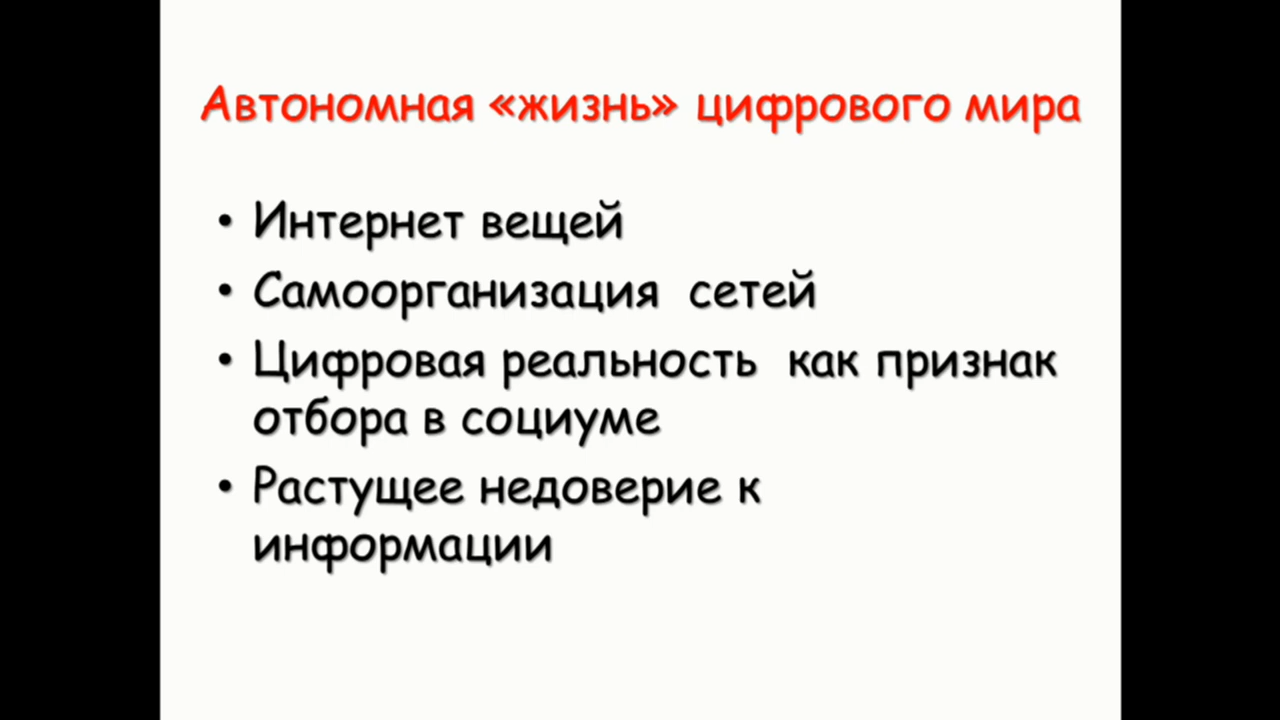 Автономная «жизнь» цифрового мира
• Интернет вещей
• Самоорганизация сетей
• Цифровая реальность как признак
отбора в социуме
• Растущее недоверие к
информации